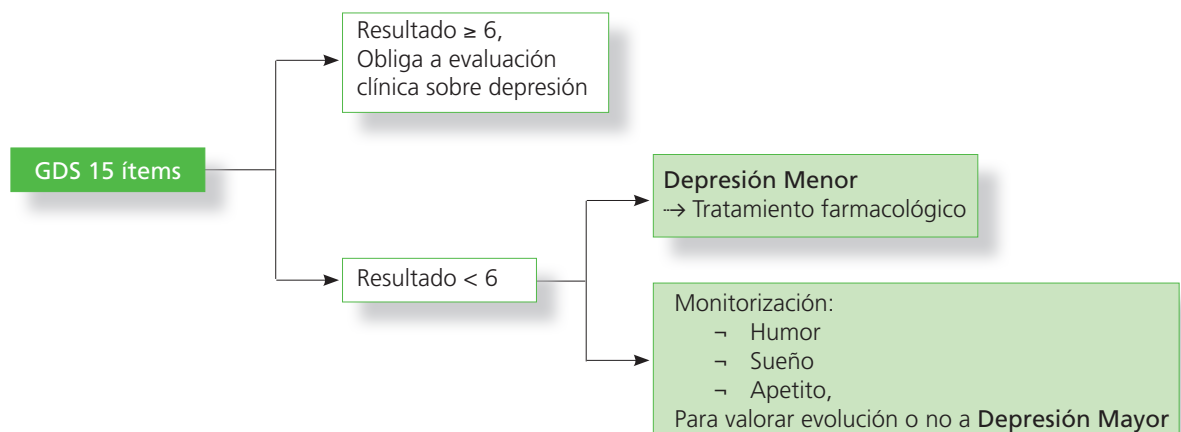 Resultado ≥ 6,
Obliga a evaluación
clínica sobre depresión
GDS 15 ítems
Depresión Menor
⇢ Tratamiento farmacológico
Resultado < 6
Monitorización:
¬ Humor
¬ Sueño
¬ Apetito,
Para valorar evolución o no a Depresión Mayor